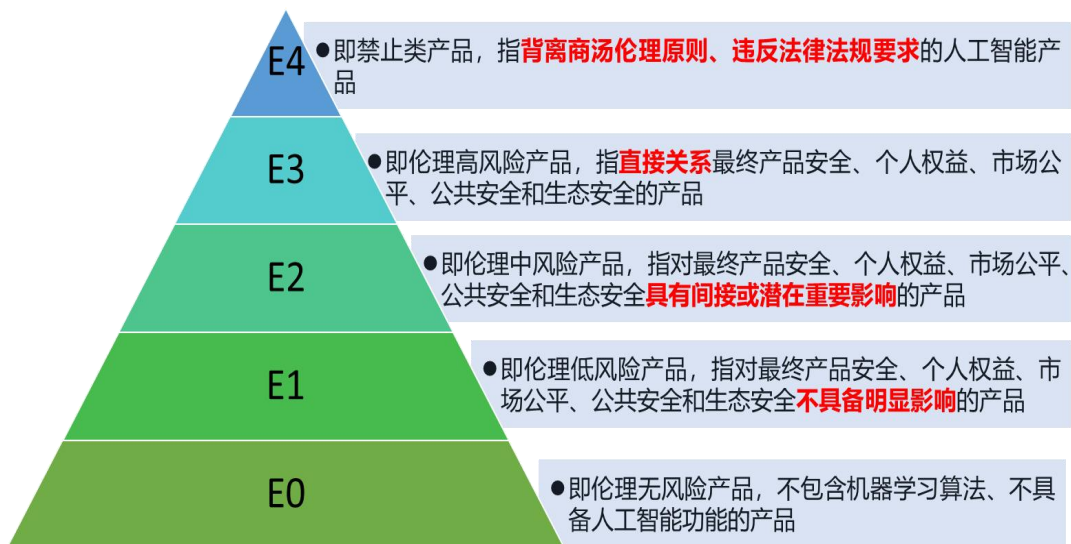 E4
●即禁止类产品，指背离商汤伦理原则、违反法律法规要求的人工智能产
品
E3
●即伦理高风险产品，指直接关系最终产品安全、个人权益、市场公
平、公共安全和生态安全的产品
E2
●即伦理中风险产品，指对最终产品安全、个人权益、市场公平、
公共安全和生态安全具有间接或潜在重要影响的产品
E1
●即伦理低风险产品，指对最终产品安全、个人权益、市
场公平、公共安全和生态安全不具备明显影响的产品
E0
●即伦理无风险产品，不包含机器学习算法、不具
备人工智能功能的产品